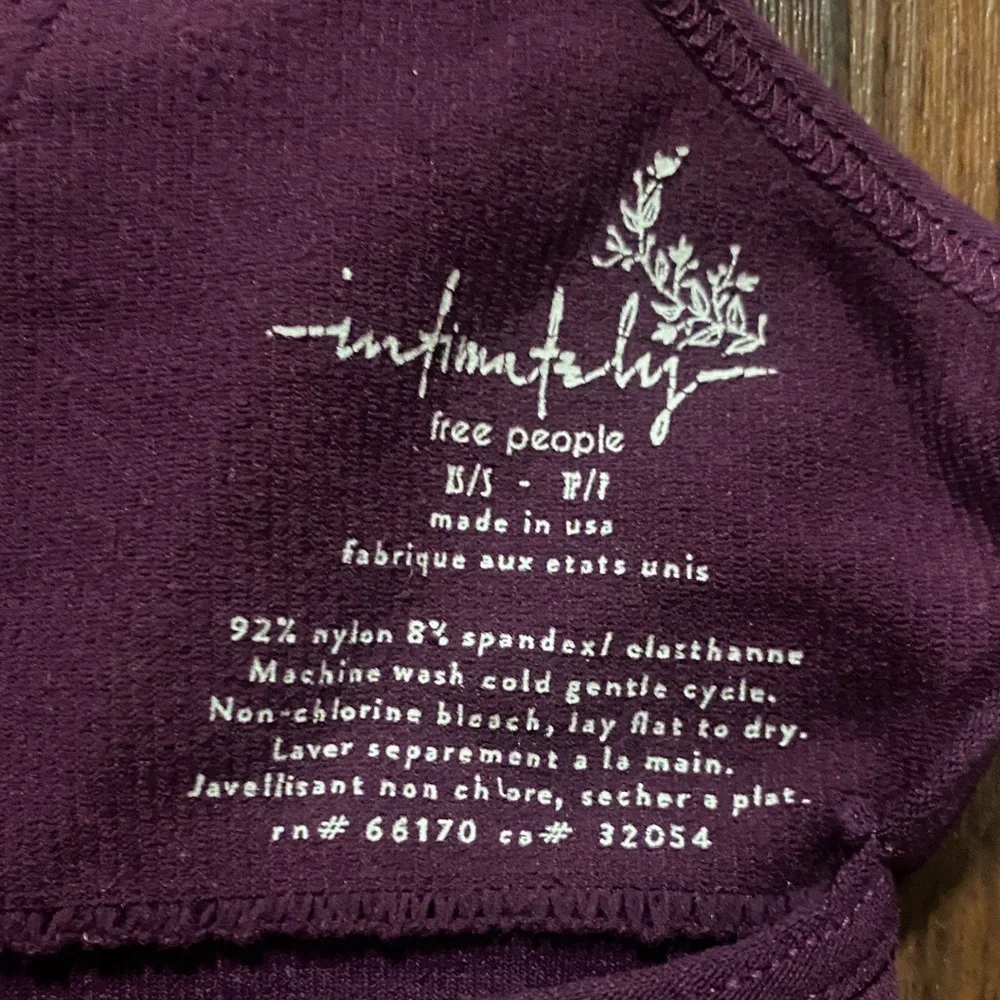 intimately
free people
XS/S - TP/P
made in usa
fabrique aux etats unis
92% nylon 8% spandex/ elasthanne
Machine wash cold gentle cycle.
Non-chlorine bleach, lay flat to dry.
Laver separement a la main.
Javellisant non chlore, secher a plat.
rn# 66170 ca# 32054